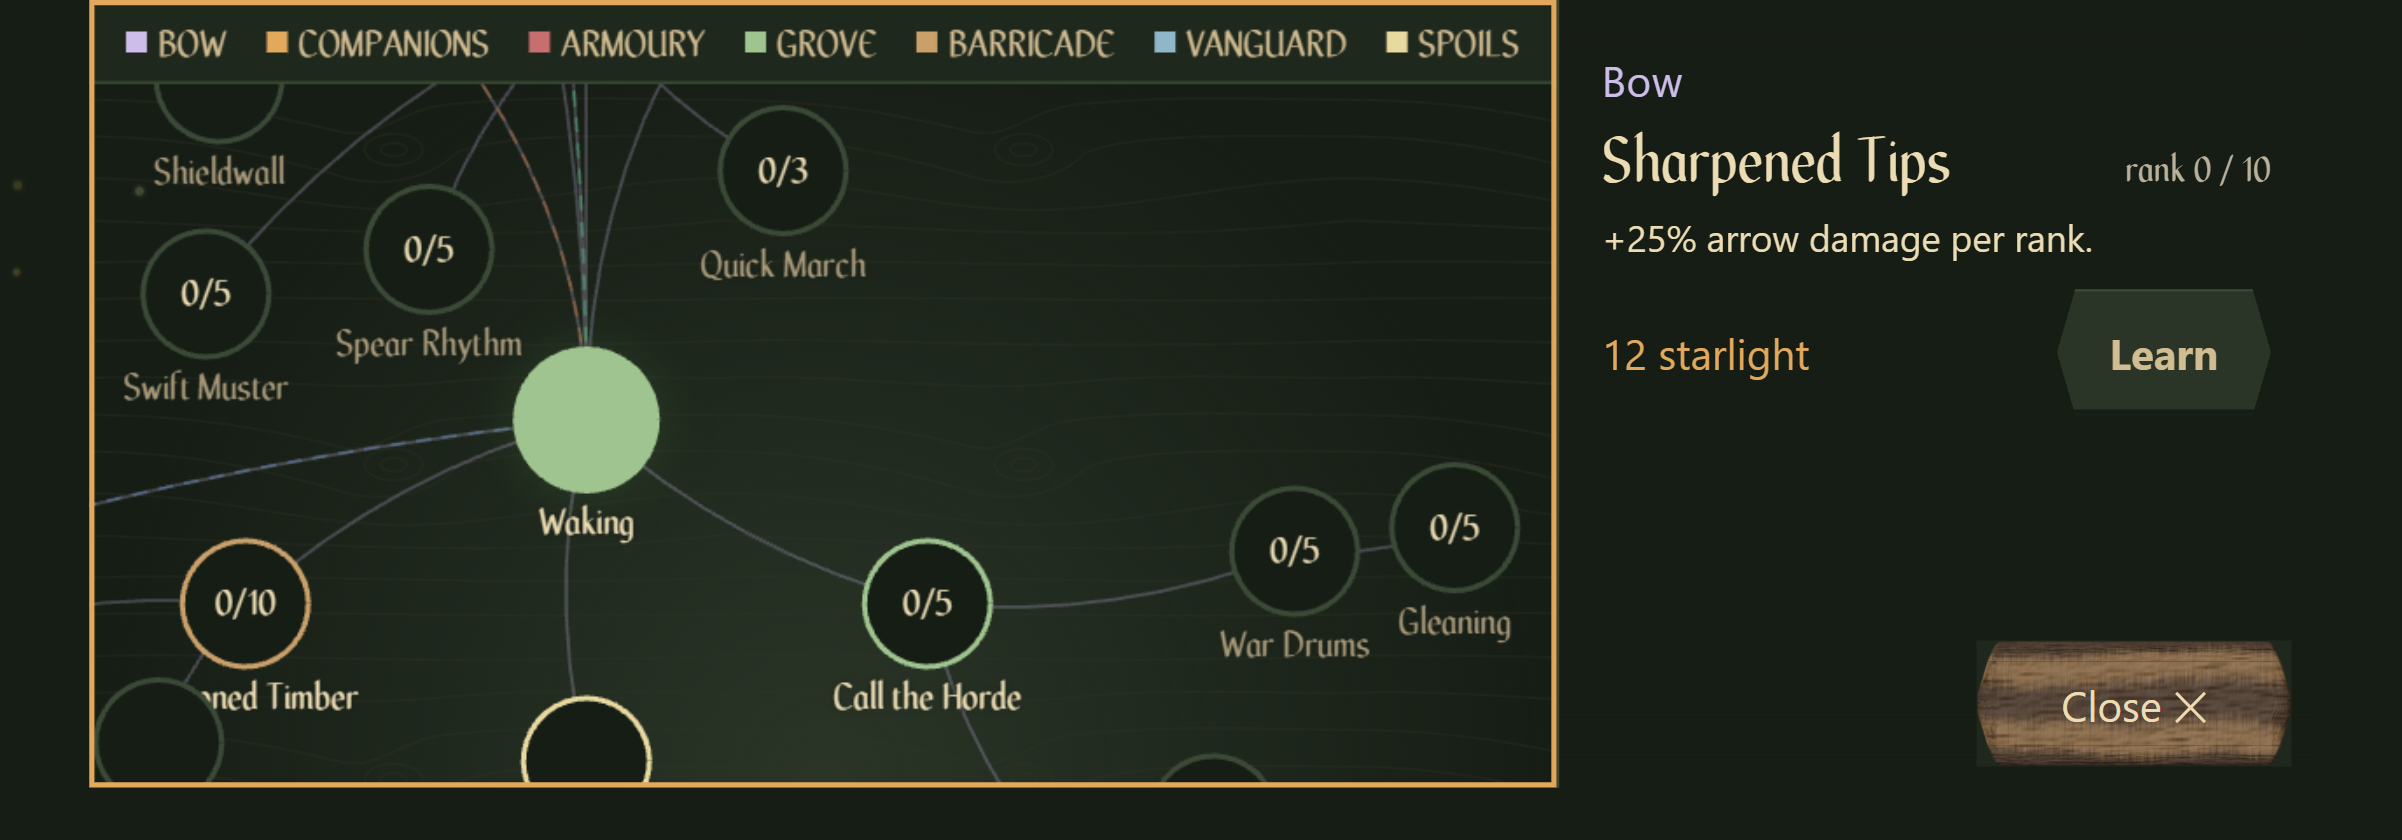 BOW COMPANIONS ARMOURY GROVE BARRICADE VANGUARD SPOILS
Shieldwall
0/3
Quick March
0/5
Spear Rhythm
0/5
Swift Muster
Waking
0/10
ned Timber
0/5
Call the Horde
0/5
War Drums
0/5
Gleaning
Bow
Sharpened Tips
rank 0 / 10
+25% arrow damage per rank.
12 starlight
Learn
Close ×